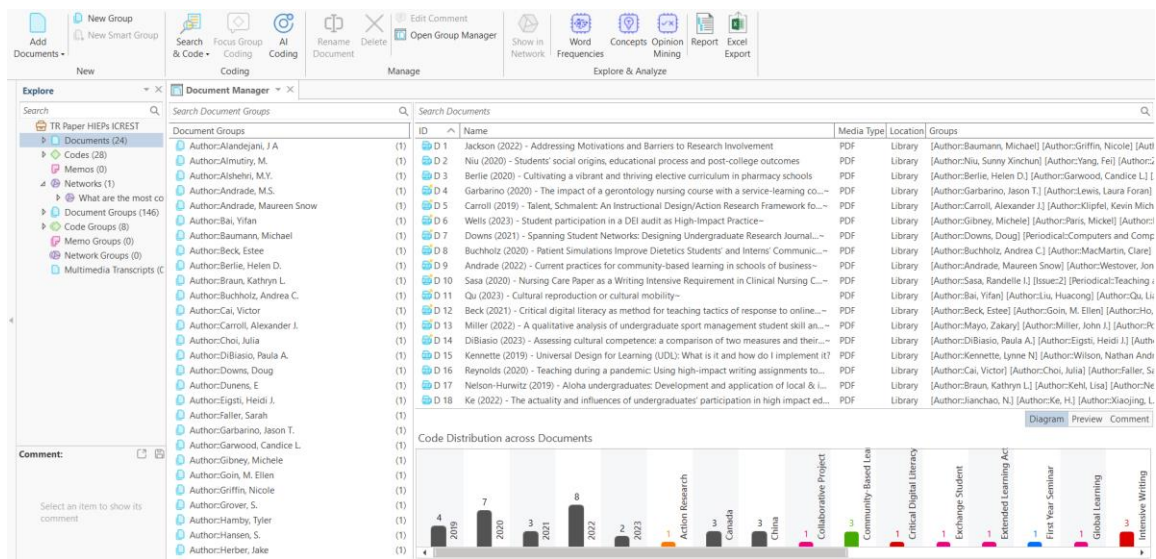 Add Documents
New Group
New Smart Group
New
Search & Code
Focus Group Coding
AI Coding
Coding
Rename Document
Delete
Edit Comment
Open Group Manager
Manage
Show in Network
Word Frequencies
Concepts
Opinion Mining
Report
Excel Export
Explore & Analyze
Explore
Search
TR Paper HIEPs ICREST
Documents (24)
Codes (28)
Memos (0)
Networks (1)
What are the most co
Document Groups (146)
Code Groups (8)
Memo Groups (0)
Network Groups (0)
Multimedia Transcripts (C
Comment:
Select an item to show its
comment
Document Manager
Search Document Groups
Document Groups
Author::Alandejani, J A (1)
Author::Almutiry, M. (1)
Author::Alshehri, M.Y. (1)
Author::Andrade, M.S. (1)
Author::Andrade, Maureen Snow (1)
Author::Bai, Yifan (1)
Author::Baumann, Michael (1)
Author::Beck, Estee (1)
Author::Berlie, Helen D. (1)
Author::Braun, Kathryn L. (1)
Author::Buchholz, Andrea C. (1)
Author::Cai, Victor (1)
Author::Carroll, Alexander J. (1)
Author::Choi, Julia (1)
Author::DiBiasio, Paula A. (1)
Author::Downs, Doug (1)
Author::Dunens, E (1)
Author::Eigsti, Heidi J. (1)
Author::Faller, Sarah (1)
Author::Garbarino, Jason T. (1)
Author::Garwood, Candice L. (1)
Author::Gibney, Michele (1)
Author::Goin, M. Ellen (1)
Author::Griffin, Nicole (1)
Author::Grover, S. (1)
Author::Hamby, Tyler (1)
Author::Hansen, S. (1)
Author::Herber, Jake (1)
Search Documents
ID Name Media Type Location Groups
D 1 Jackson (2022) - Addressing Motivations and Barriers to Research Involvement PDF Library [Author::Baumann, Michael] [Author::Griffin, Nicole] [Auth
D 2 Niu (2020) - Students' social origins, educational process and post-college outcomes PDF Library [Author::Niu, Sunny Xinchun] [Author::Yang, Fei] [Author::Z
D 3 Berlie (2020) - Cultivating a vibrant and thriving elective curriculum in pharmacy schools PDF Library [Author::Berlie, Helen D.] [Author::Garwood, Candice L.] [
D 4 Garbarino (2020) - The impact of a gerontology nursing course with a service-learning co...~ PDF Library [Author::Garbarino, Jason T.] [Author::Lewis, Laura Foran]
D 5 Carroll (2019) - Talent, Schmalent: An Instructional Design/Action Research Framework fo...~ PDF Library [Author::Carroll, Alexander J.] [Author::Klipfel, Kevin Mich
D 6 Wells (2023) - Student participation in a DEI audit as High-Impact Practice~ PDF Library [Author::Gibney, Michele] [Author::Paris, Mickel] [Author::
D 7 Downs (2021) - Spanning Student Networks: Designing Undergraduate Research Journal...~ PDF Library [Author::Downs, Doug] [Periodical::Computers and Comp
D 8 Buchholz (2020) - Patient Simulations Improve Dietetics Students' and Interns' Communic...~ PDF Library [Author::Buchholz, Andrea C.] [Author::MacMartin, Clare]
D 9 Andrade (2022) - Current practices for community-based learning in schools of business~ PDF Library [Author::Andrade, Maureen Snow] [Author::Westover, Jon
D 10 Sasa (2020) - Nursing Care Paper as a Writing Intensive Requirement in Clinical Nursing C...~ PDF Library [Author::Sasa, Randelle I.] [Issue::2] [Periodical::Teaching a
D 11 Qu (2023) - Cultural reproduction or cultural mobility~ PDF Library [Author::Bai, Yifan] [Author::Liu, Huacong] [Author::Qu, Lia
D 12 Beck (2021) - Critical digital literacy as method for teaching tactics of response to online...~ PDF Library [Author::Beck, Estee] [Author::Goin, M. Ellen] [Author::Ho,
D 13 Miller (2022) - A qualitative analysis of undergraduate sport management student skill an...~ PDF Library [Author::Mayo, Zakary] [Author::Miller, John J.] [Author::Po
D 14 DiBiasio (2023) - Assessing cultural competence: a comparison of two measures and their...~ PDF Library [Author::DiBiasio, Paula A.] [Author::Eigsti, Heidi J.] [Auth
D 15 Kennette (2019) - Universal Design for Learning (UDL): What is it and how do I implement it? PDF Library [Author::Kennette, Lynne N] [Author::Wilson, Nathan Andr
D 16 Reynolds (2020) - Teaching during a pandemic: Using high-impact writing assignments to... PDF Library [Author::Cai, Victor] [Author::Choi, Julia] [Author::Faller, Sa
D 17 Nelson-Hurwitz (2019) - Aloha undergraduates: Development and application of local & i... PDF Library [Author::Braun, Kathryn L.] [Author::Kehl, Lisa] [Author::Ne
D 18 Ke (2022) - The actuality and influences of undergraduates' participation in high impact ed... PDF Library [Author::Jianchao, N.] [Author::Ke, H.] [Author::Xiaojing, L.
Diagram Preview Comment
Code Distribution across Documents
4 2019
7 2020
3 2021
8 2022
2 2023
1 Action Research
3 Canada
3 China
1 Collaborative Project
3 Community-Based Lea
1 Critical Digital Literacy
1 Exchange Student
1 Extended Learning Act
1 First Year Seminar
1 Global Learning
3 Intensive Writing